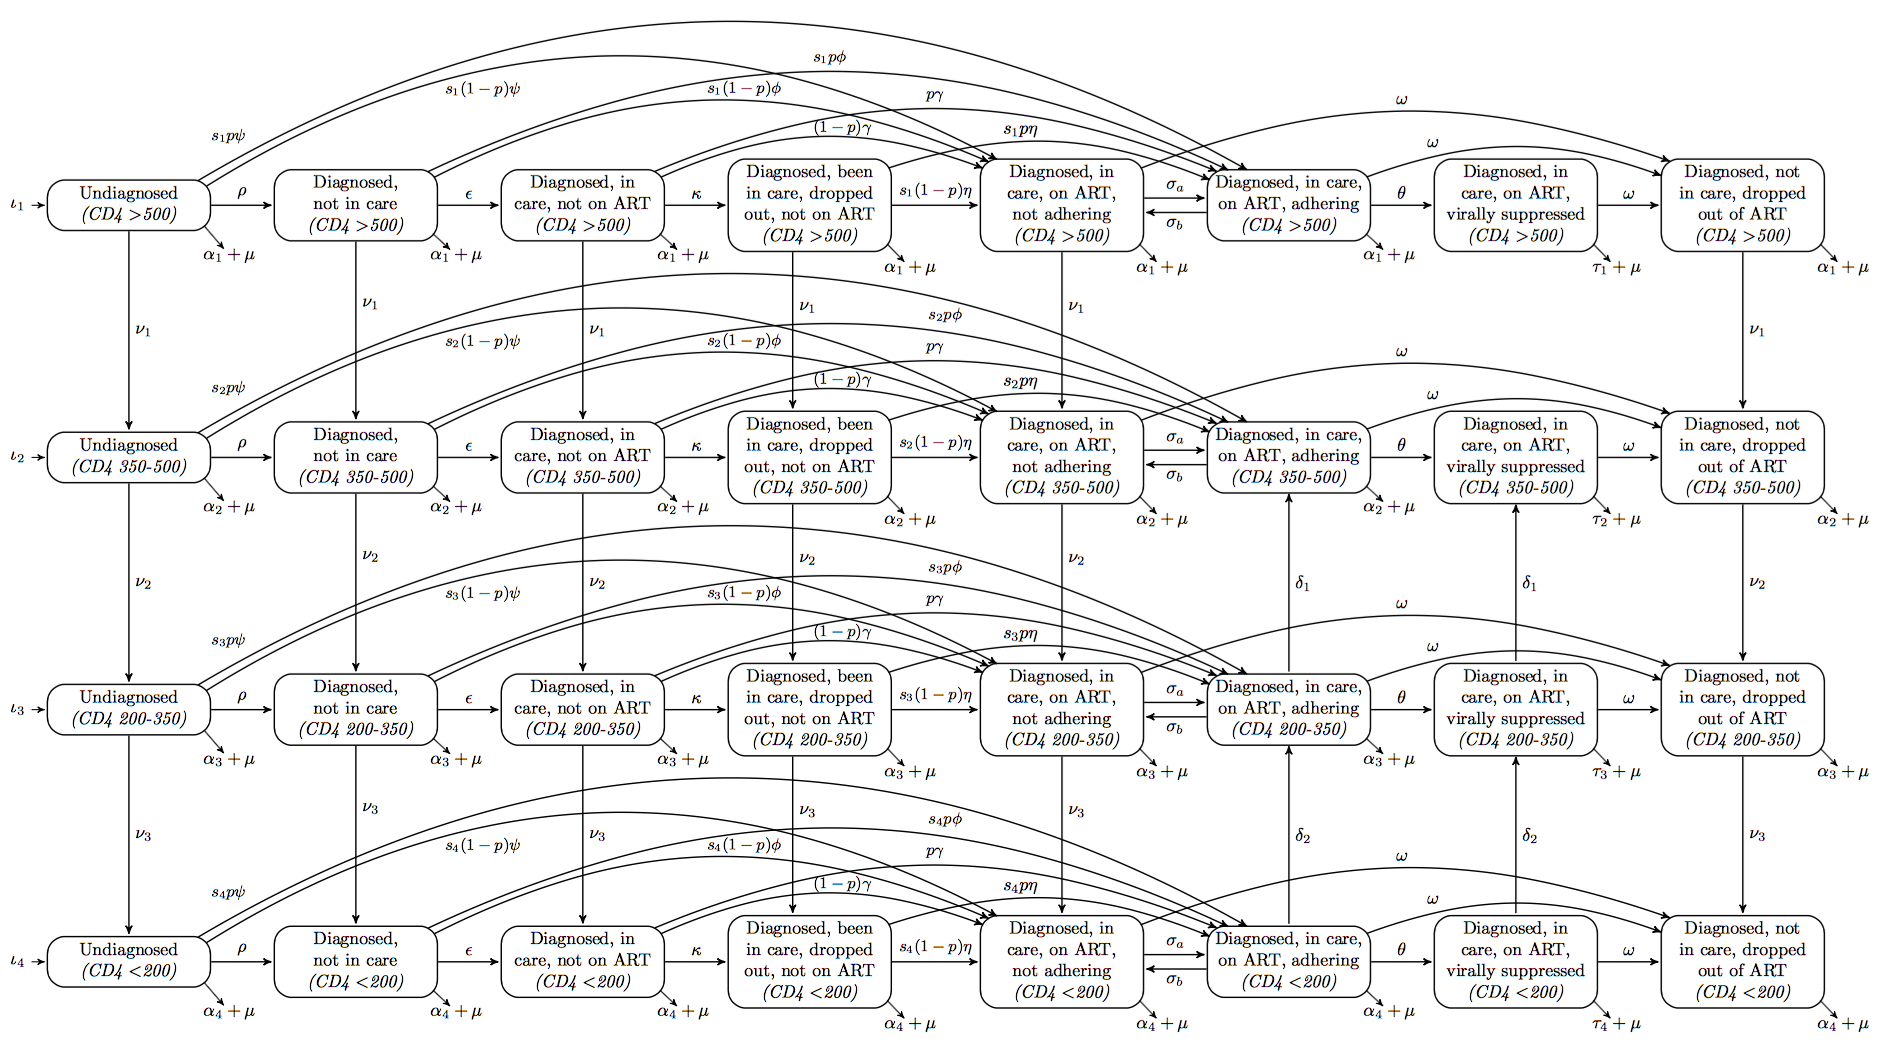 s₁pϕ
s₁(1 − p)ψ
s₁(1 − p)ϕ
pγ
ω
s₁pψ
(1 − p)γ
s₁pη
ω
ι₁
Undiagnosed
(CD4 >500)
ρ
Diagnosed,
not in care
(CD4 >500)
ϵ
Diagnosed, in
care, not on ART
(CD4 >500)
κ
Diagnosed, been
in care, dropped
out, not on ART
(CD4 >500)
s₁(1 − p)η
Diagnosed, in
care, on ART,
not adhering
(CD4 >500)
σₐ
σ_b
Diagnosed, in care,
on ART, adhering
(CD4 >500)
θ
Diagnosed, in
care, on ART,
virally suppressed
(CD4 >500)
ω
Diagnosed, not
in care, dropped
out of ART
(CD4 >500)
α₁ + μ
α₁ + μ
α₁ + μ
α₁ + μ
α₁ + μ
α₁ + μ
τ₁ + μ
α₁ + μ
ν₁
ν₁
ν₁
ν₁
ν₁
ν₁
s₂pϕ
s₂(1 − p)ψ
s₂(1 − p)ϕ
pγ
ω
s₂pψ
(1 − p)γ
s₂pη
ω
ι₂
Undiagnosed
(CD4 350-500)
ρ
Diagnosed,
not in care
(CD4 350-500)
ϵ
Diagnosed, in
care, not on ART
(CD4 350-500)
κ
Diagnosed, been
in care, dropped
out, not on ART
(CD4 350-500)
s₂(1 − p)η
Diagnosed, in
care, on ART,
not adhering
(CD4 350-500)
σₐ
σ_b
Diagnosed, in care,
on ART, adhering
(CD4 350-500)
θ
Diagnosed, in
care, on ART,
virally suppressed
(CD4 350-500)
ω
Diagnosed, not
in care, dropped
out of ART
(CD4 350-500)
α₂ + μ
α₂ + μ
α₂ + μ
α₂ + μ
α₂ + μ
α₂ + μ
τ₂ + μ
α₂ + μ
ν₂
ν₂
ν₂
ν₂
ν₂
δ₁
δ₁
ν₂
s₃pϕ
s₃(1 − p)ψ
s₃(1 − p)ϕ
pγ
ω
s₃pψ
(1 − p)γ
s₃pη
ω
ι₃
Undiagnosed
(CD4 200-350)
ρ
Diagnosed,
not in care
(CD4 200-350)
ϵ
Diagnosed, in
care, not on ART
(CD4 200-350)
κ
Diagnosed, been
in care, dropped
out, not on ART
(CD4 200-350)
s₃(1 − p)η
Diagnosed, in
care, on ART,
not adhering
(CD4 200-350)
σₐ
σ_b
Diagnosed, in care,
on ART, adhering
(CD4 200-350)
θ
Diagnosed, in
care, on ART,
virally suppressed
(CD4 200-350)
ω
Diagnosed, not
in care, dropped
out of ART
(CD4 200-350)
α₃ + μ
α₃ + μ
α₃ + μ
α₃ + μ
α₃ + μ
α₃ + μ
τ₃ + μ
α₃ + μ
ν₃
ν₃
ν₃
ν₃
ν₃
δ₂
δ₂
ν₃
s₄pϕ
s₄(1 − p)ψ
s₄(1 − p)ϕ
pγ
ω
s₄pψ
(1 − p)γ
s₄pη
ω
ι₄
Undiagnosed
(CD4 <200)
ρ
Diagnosed,
not in care
(CD4 <200)
ϵ
Diagnosed, in
care, not on ART
(CD4 <200)
κ
Diagnosed, been
in care, dropped
out, not on ART
(CD4 <200)
s₄(1 − p)η
Diagnosed, in
care, on ART,
not adhering
(CD4 <200)
σₐ
σ_b
Diagnosed, in care,
on ART, adhering
(CD4 <200)
θ
Diagnosed, in
care, on ART,
virally suppressed
(CD4 <200)
ω
Diagnosed, not
in care, dropped
out of ART
(CD4 <200)
α₄ + μ
α₄ + μ
α₄ + μ
α₄ + μ
α₄ + μ
α₄ + μ
τ₄ + μ
α₄ + μ